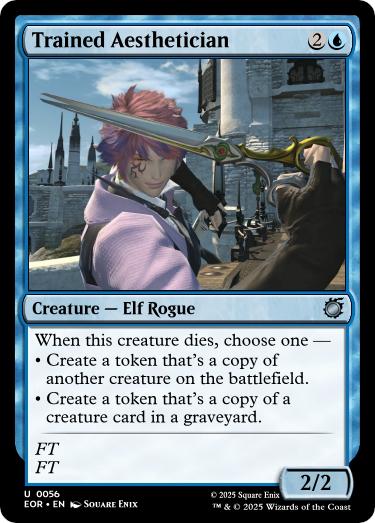 Trained Aesthetician 2
Creature — Elf Rogue
When this creature dies, choose one —
• Create a token that's a copy of
another creature on the battlefield.
• Create a token that's a copy of a
creature card in a graveyard.
FT
FT
2/2
U 0056
EOR • EN SQUARE ENIX
© 2025 Square Enix
™ & © 2025 Wizards of the Coast